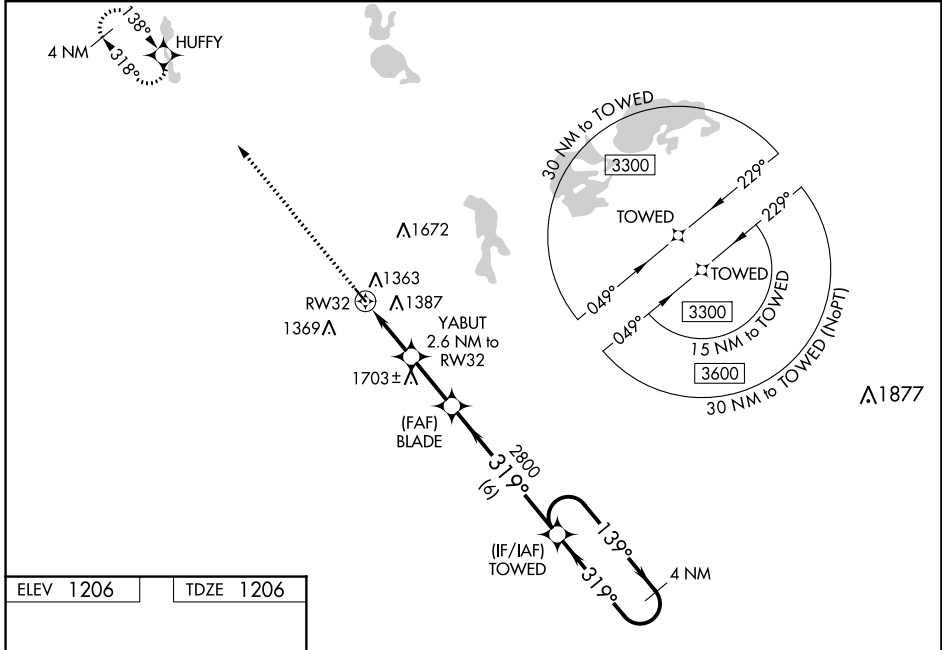 138°
HUFFY
4 NM
318°
30 NM to TOWED
3300
229°
TOWED
229°
049°
TOWED
3300
049°
15 NM to TOWED
3600
30 NM to TOWED (NoPT)
1672
1363
RW32
1387
1369
YABUT
2.6 NM to
RW32
1703±
1877
(FAF)
BLADE
2800
319°
(6)
139°
(IF/IAF)
TOWED
4 NM
319°
ELEV 1206
TDZE 1206